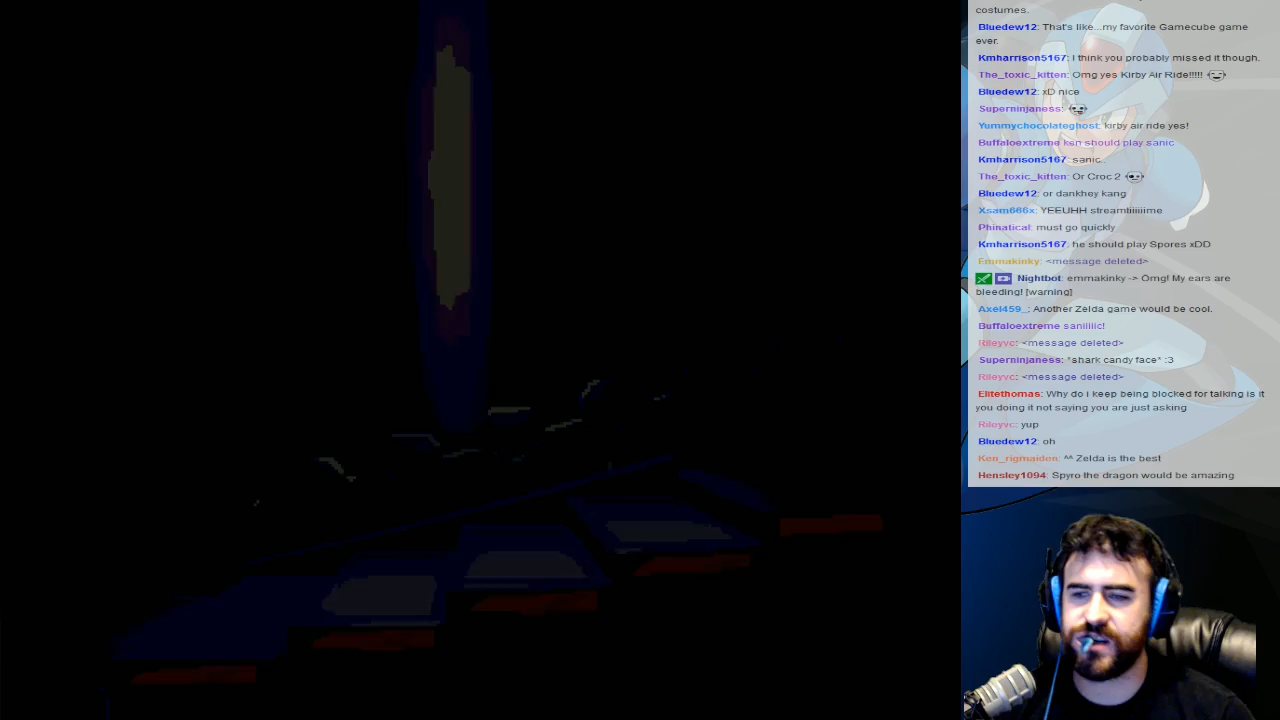 costumes.
Bluedew12: That's like...my favorite Gamecube game
ever.
Kmharrison5167: I think you probably missed it though.
The_toxic_kitten: Omg yes Kirby Air Ride!!!!!
Bluedew12: xD nice
Superninjaness:
Yummychocolateghost: kirby air ride yes!
Buffaloextreme ken should play sanic
Kmharrison5167: sanic..
The_toxic_kitten: Or Croc 2
Bluedew12: or dankhey kang
Xsam666x: YEEUHH streamtiiiiiime
Phinatical: must go quickly
Kmharrison5167: he should play Spores xDD
Emmakinky: <message deleted>
Nightbot: emmakinky -> Omg! My ears are
bleeding! [warning]
Axel459_: Another Zelda game would be cool.
Buffaloextreme saniiiiic!
Rileyvc: <message deleted>
Superninjaness: *shark candy face* :3
Rileyvc: <message deleted>
Elitethomas: Why do i keep being blocked for talking is it
you doing it not saying you are just asking
Rileyvc: yup
Bluedew12: oh
Ken_rigmaiden: ^^ Zelda is the best
Hensley1094: Spyro the dragon would be amazing